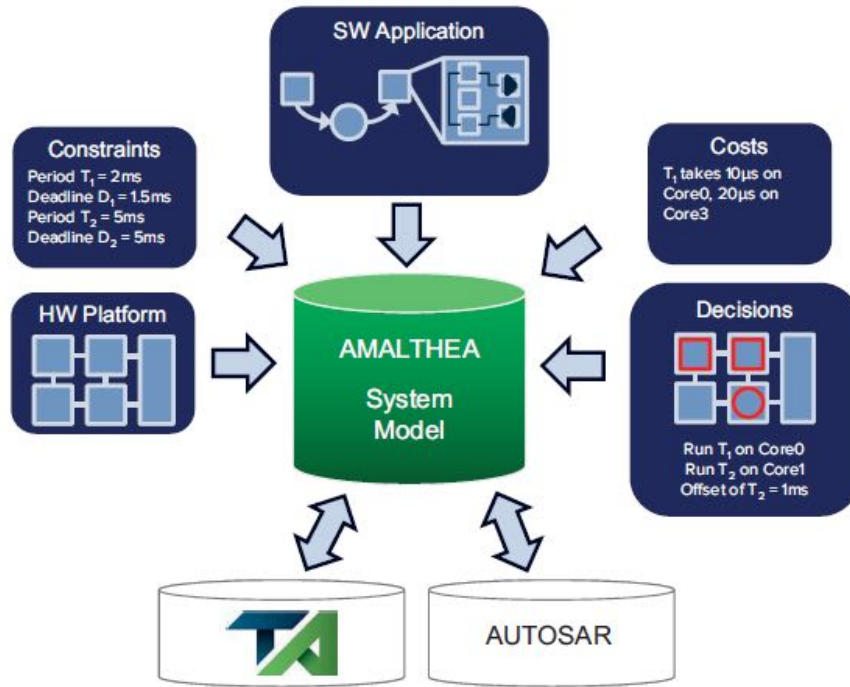 SW Application
Constraints
Period T₁ = 2ms
Deadline D₁ = 1.5ms
Period T₂ = 5ms
Deadline D₂ = 5ms
Costs
T₁ takes 10µs on
Core0, 20µs on
Core3
HW Platform
AMALTHEA
System
Model
Decisions
Run T₁ on Core0
Run T₂ on Core1
Offset of T₂ = 1ms
TA
AUTOSAR